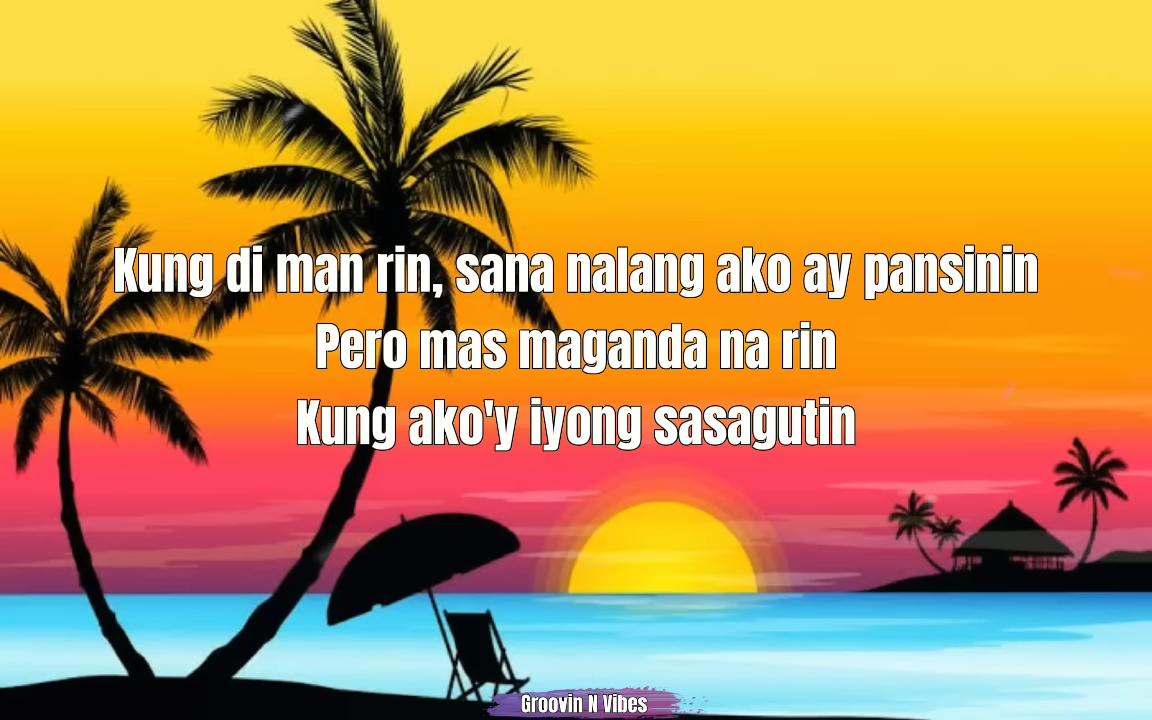 Kung di man rin, sana nalang ako ay pansinin
Pero mas maganda na rin
Kung ako'y iyong sasagutin
Groovin N Vibes